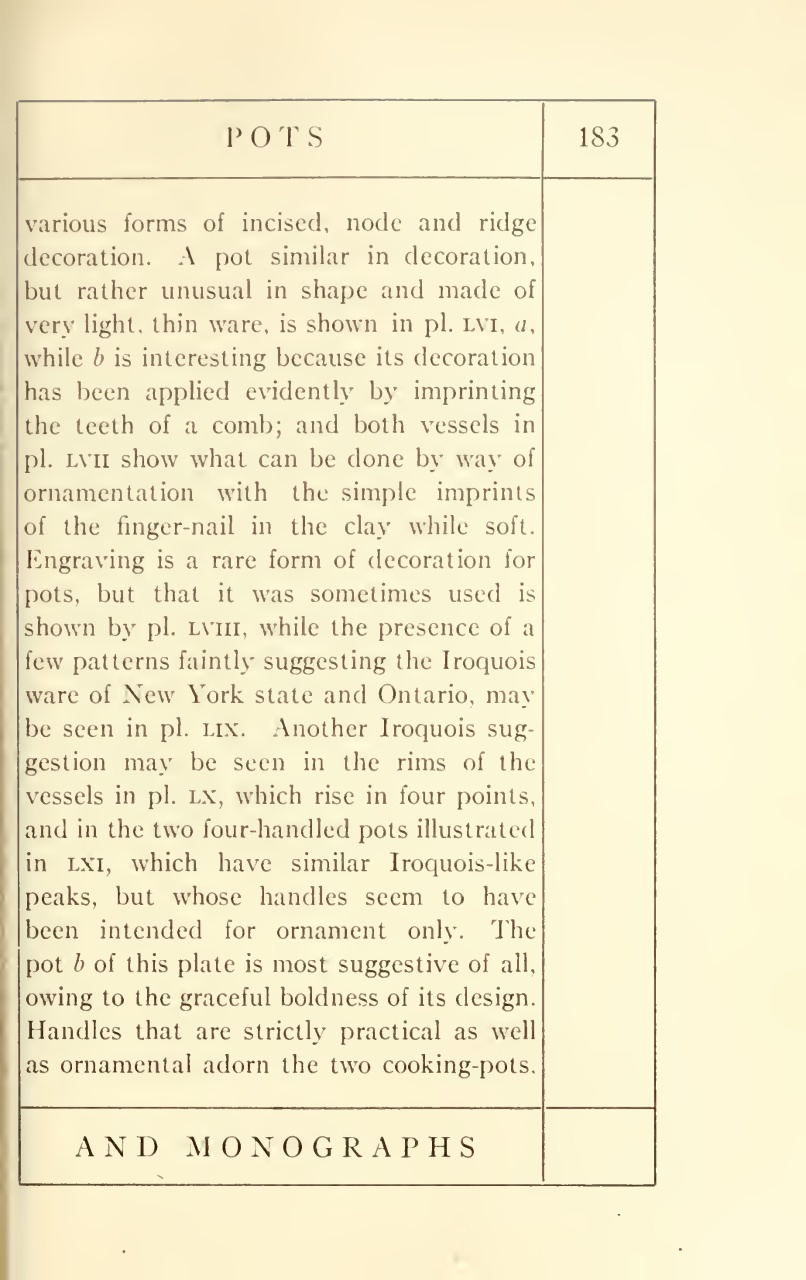 POTS
183
various forms of incised, node and ridge
decoration. A pot similar in decoration,
but rather unusual in shape and made of
very light, thin ware, is shown in pl. LVI, a,
while b is interesting because its decoration
has been applied evidently by imprinting
the teeth of a comb; and both vessels in
pl. LVII show what can be done by way of
ornamentation with the simple imprints
of the finger-nail in the clay while soft.
Engraving is a rare form of decoration for
pots, but that it was sometimes used is
shown by pl. LVIII, while the presence of a
few patterns faintly suggesting the Iroquois
ware of New York state and Ontario, may
be seen in pl. LIX. Another Iroquois sug-
gestion may be seen in the rims of the
vessels in pl. LX, which rise in four points,
and in the two four-handled pots illustrated
in LXI, which have similar Iroquois-like
peaks, but whose handles seem to have
been intended for ornament only. The
pot b of this plate is most suggestive of all,
owing to the graceful boldness of its design.
Handles that are strictly practical as well
as ornamental adorn the two cooking-pots.
AND MONOGRAPHS